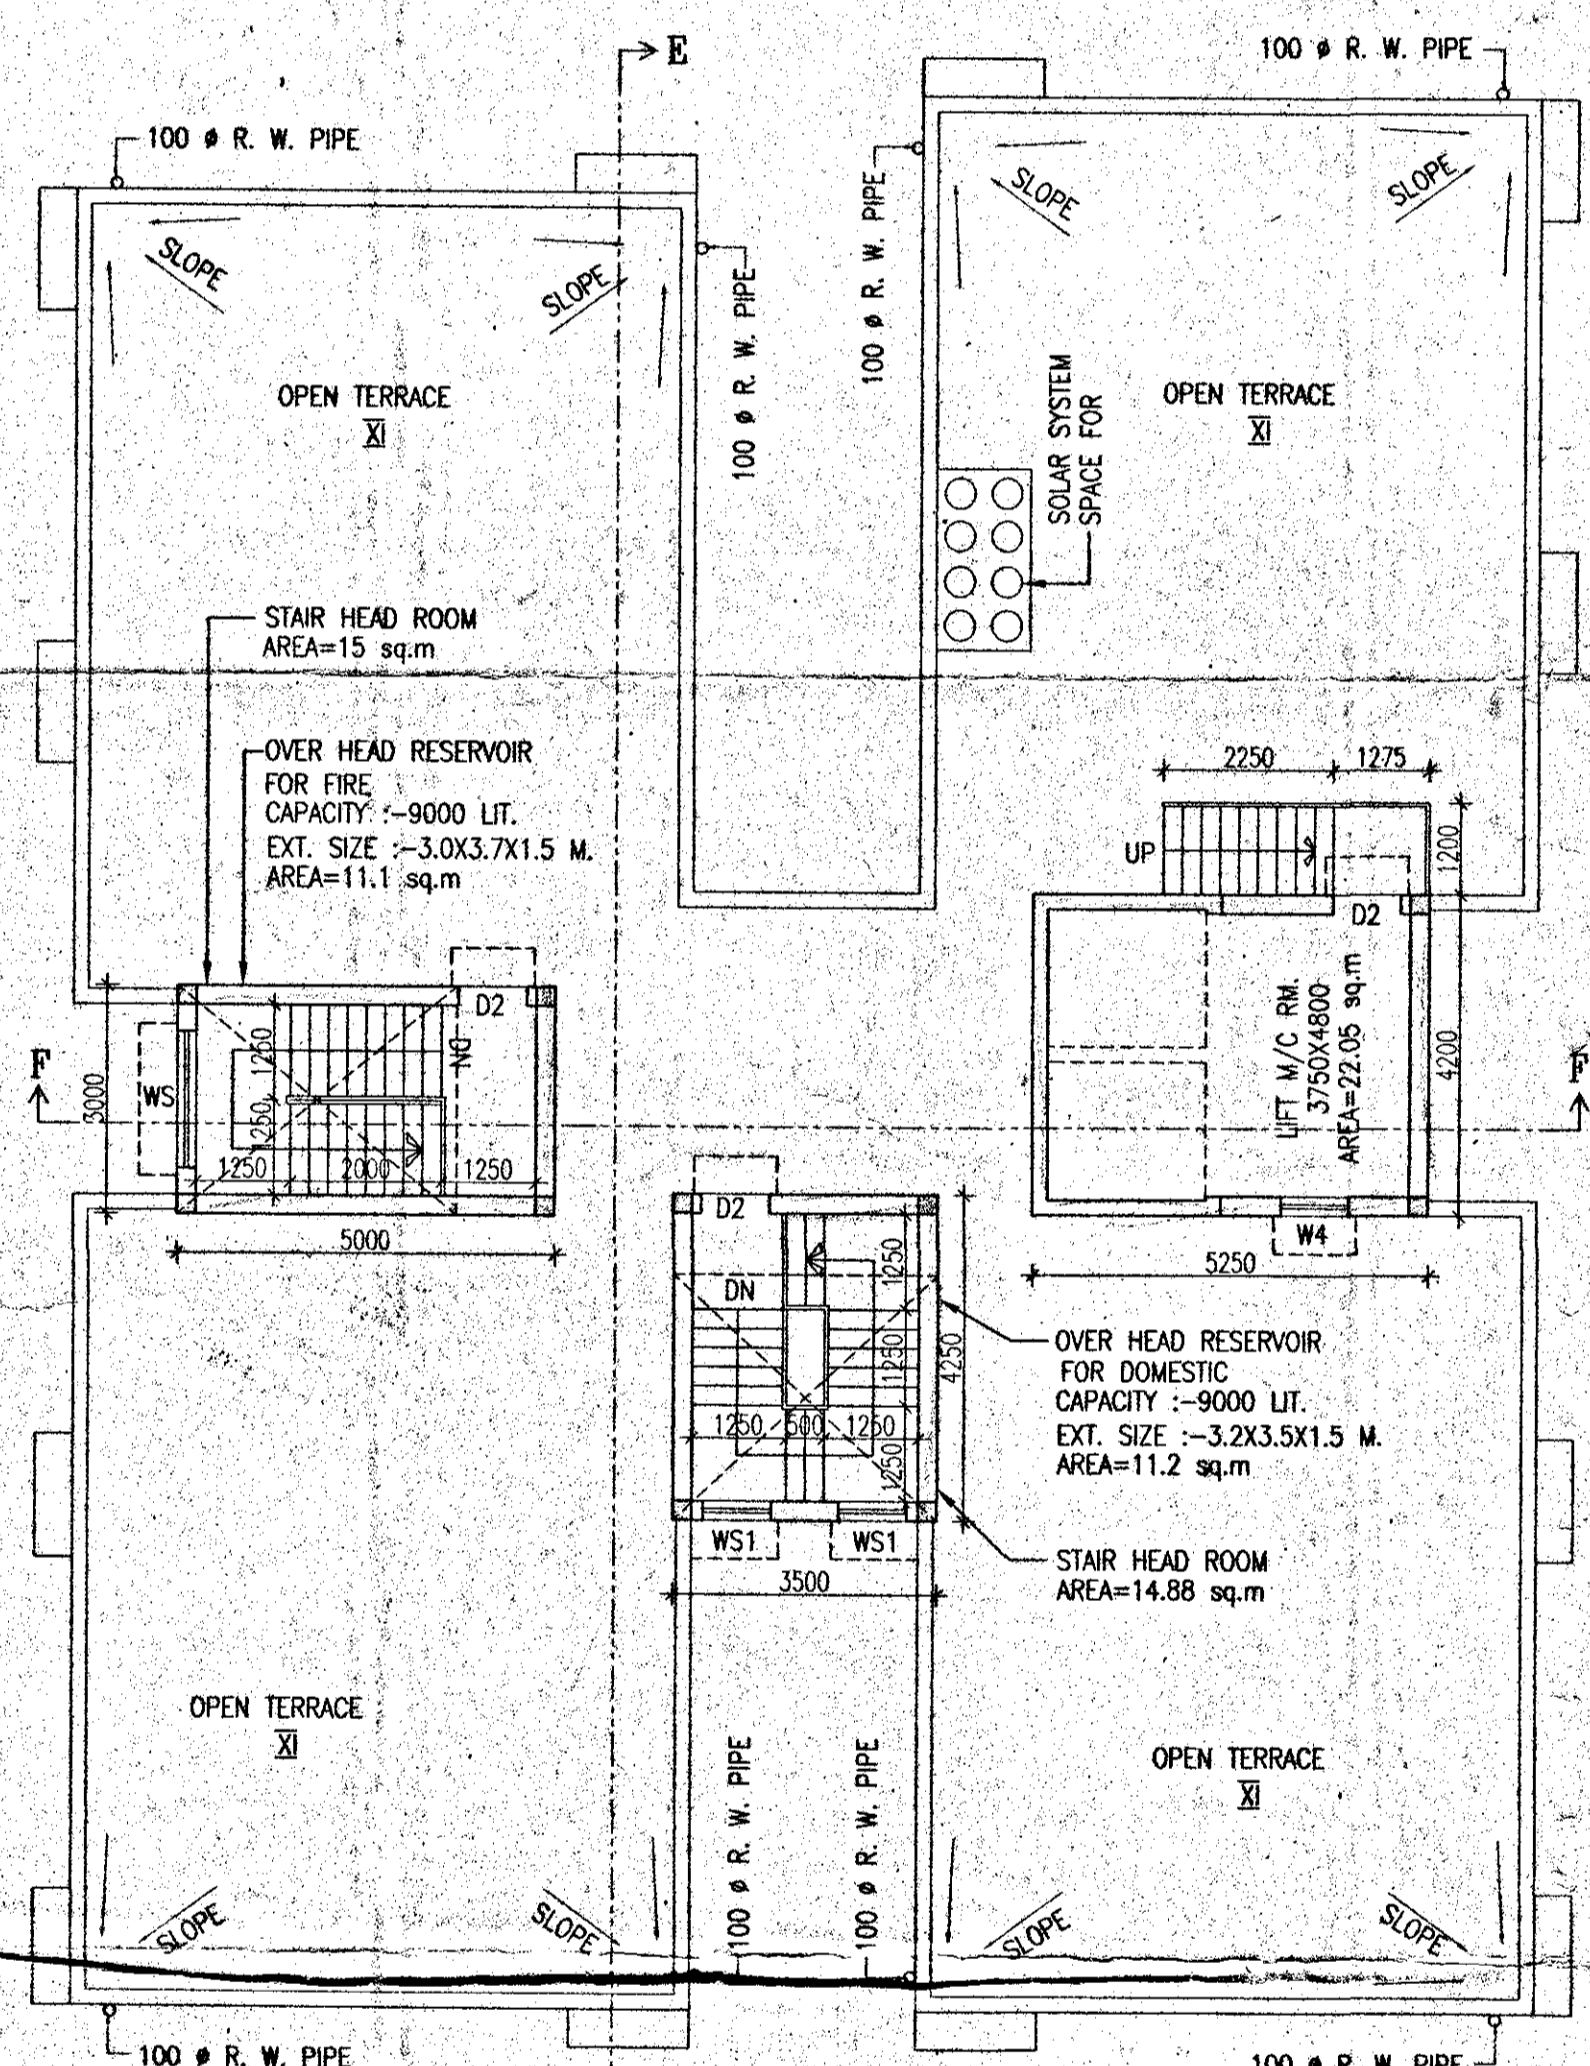 E
100 ø R. W. PIPE
100 ø R. W. PIPE
SLOPE
SLOPE
SLOPE
SLOPE
100 ø R. W. PIPE
100 ø R. W. PIPE
OPEN TERRACE
XI
OPEN TERRACE
XI
SOLAR SYSTEM
SPACE FOR
STAIR HEAD ROOM
AREA=15 sq.m
OVER HEAD RESERVOIR
FOR FIRE
CAPACITY :-9000 LIT.
EXT. SIZE :-3.0X3.7X1.5 M.
AREA=11.1 sq.m
2250
1275
UP
1200
D2
LIFT M/C RM.
3750X4800
AREA=22.05 sq.m
4200
W4
5250
F
F
D2
DN
1250
1250
3000
WS
1250
2000
1250
5000
D2
DN
1250
1250
4250
1250
500
1250
1250
WS1
WS1
3500
OVER HEAD RESERVOIR
FOR DOMESTIC
CAPACITY :-9000 LIT.
EXT. SIZE :-3.2X3.5X1.5 M.
AREA=11.2 sq.m
STAIR HEAD ROOM
AREA=14.88 sq.m
OPEN TERRACE
XI
OPEN TERRACE
XI
100 ø R. W. PIPE
100 ø R. W. PIPE
SLOPE
SLOPE
SLOPE
SLOPE
100 ø R. W. PIPE
100 ø R. W. PIPE